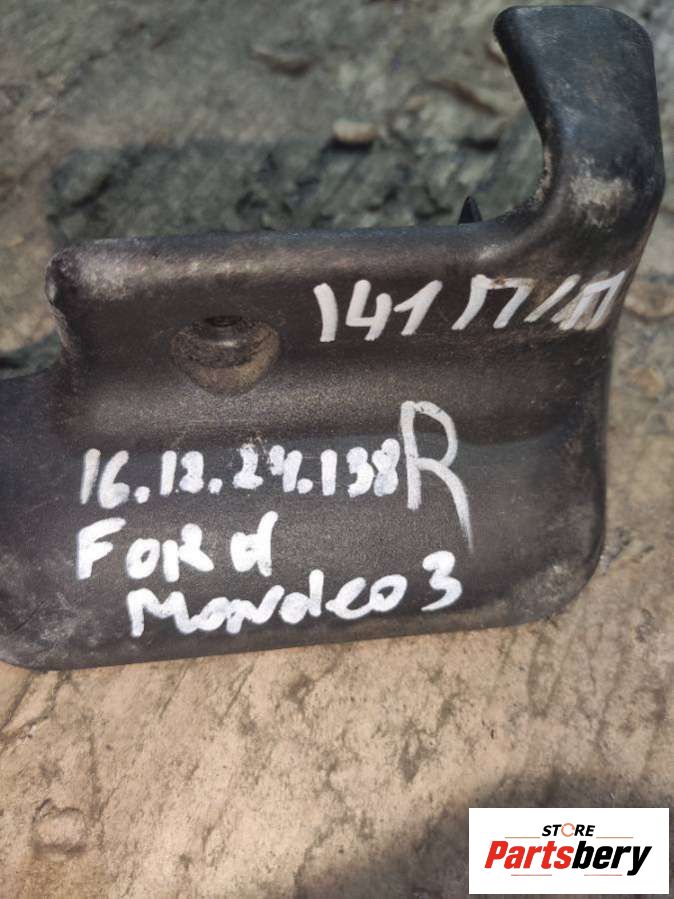 141 П/П
16.12.24.138 R
FORd
Mondeo 3
STORE
Partsbery